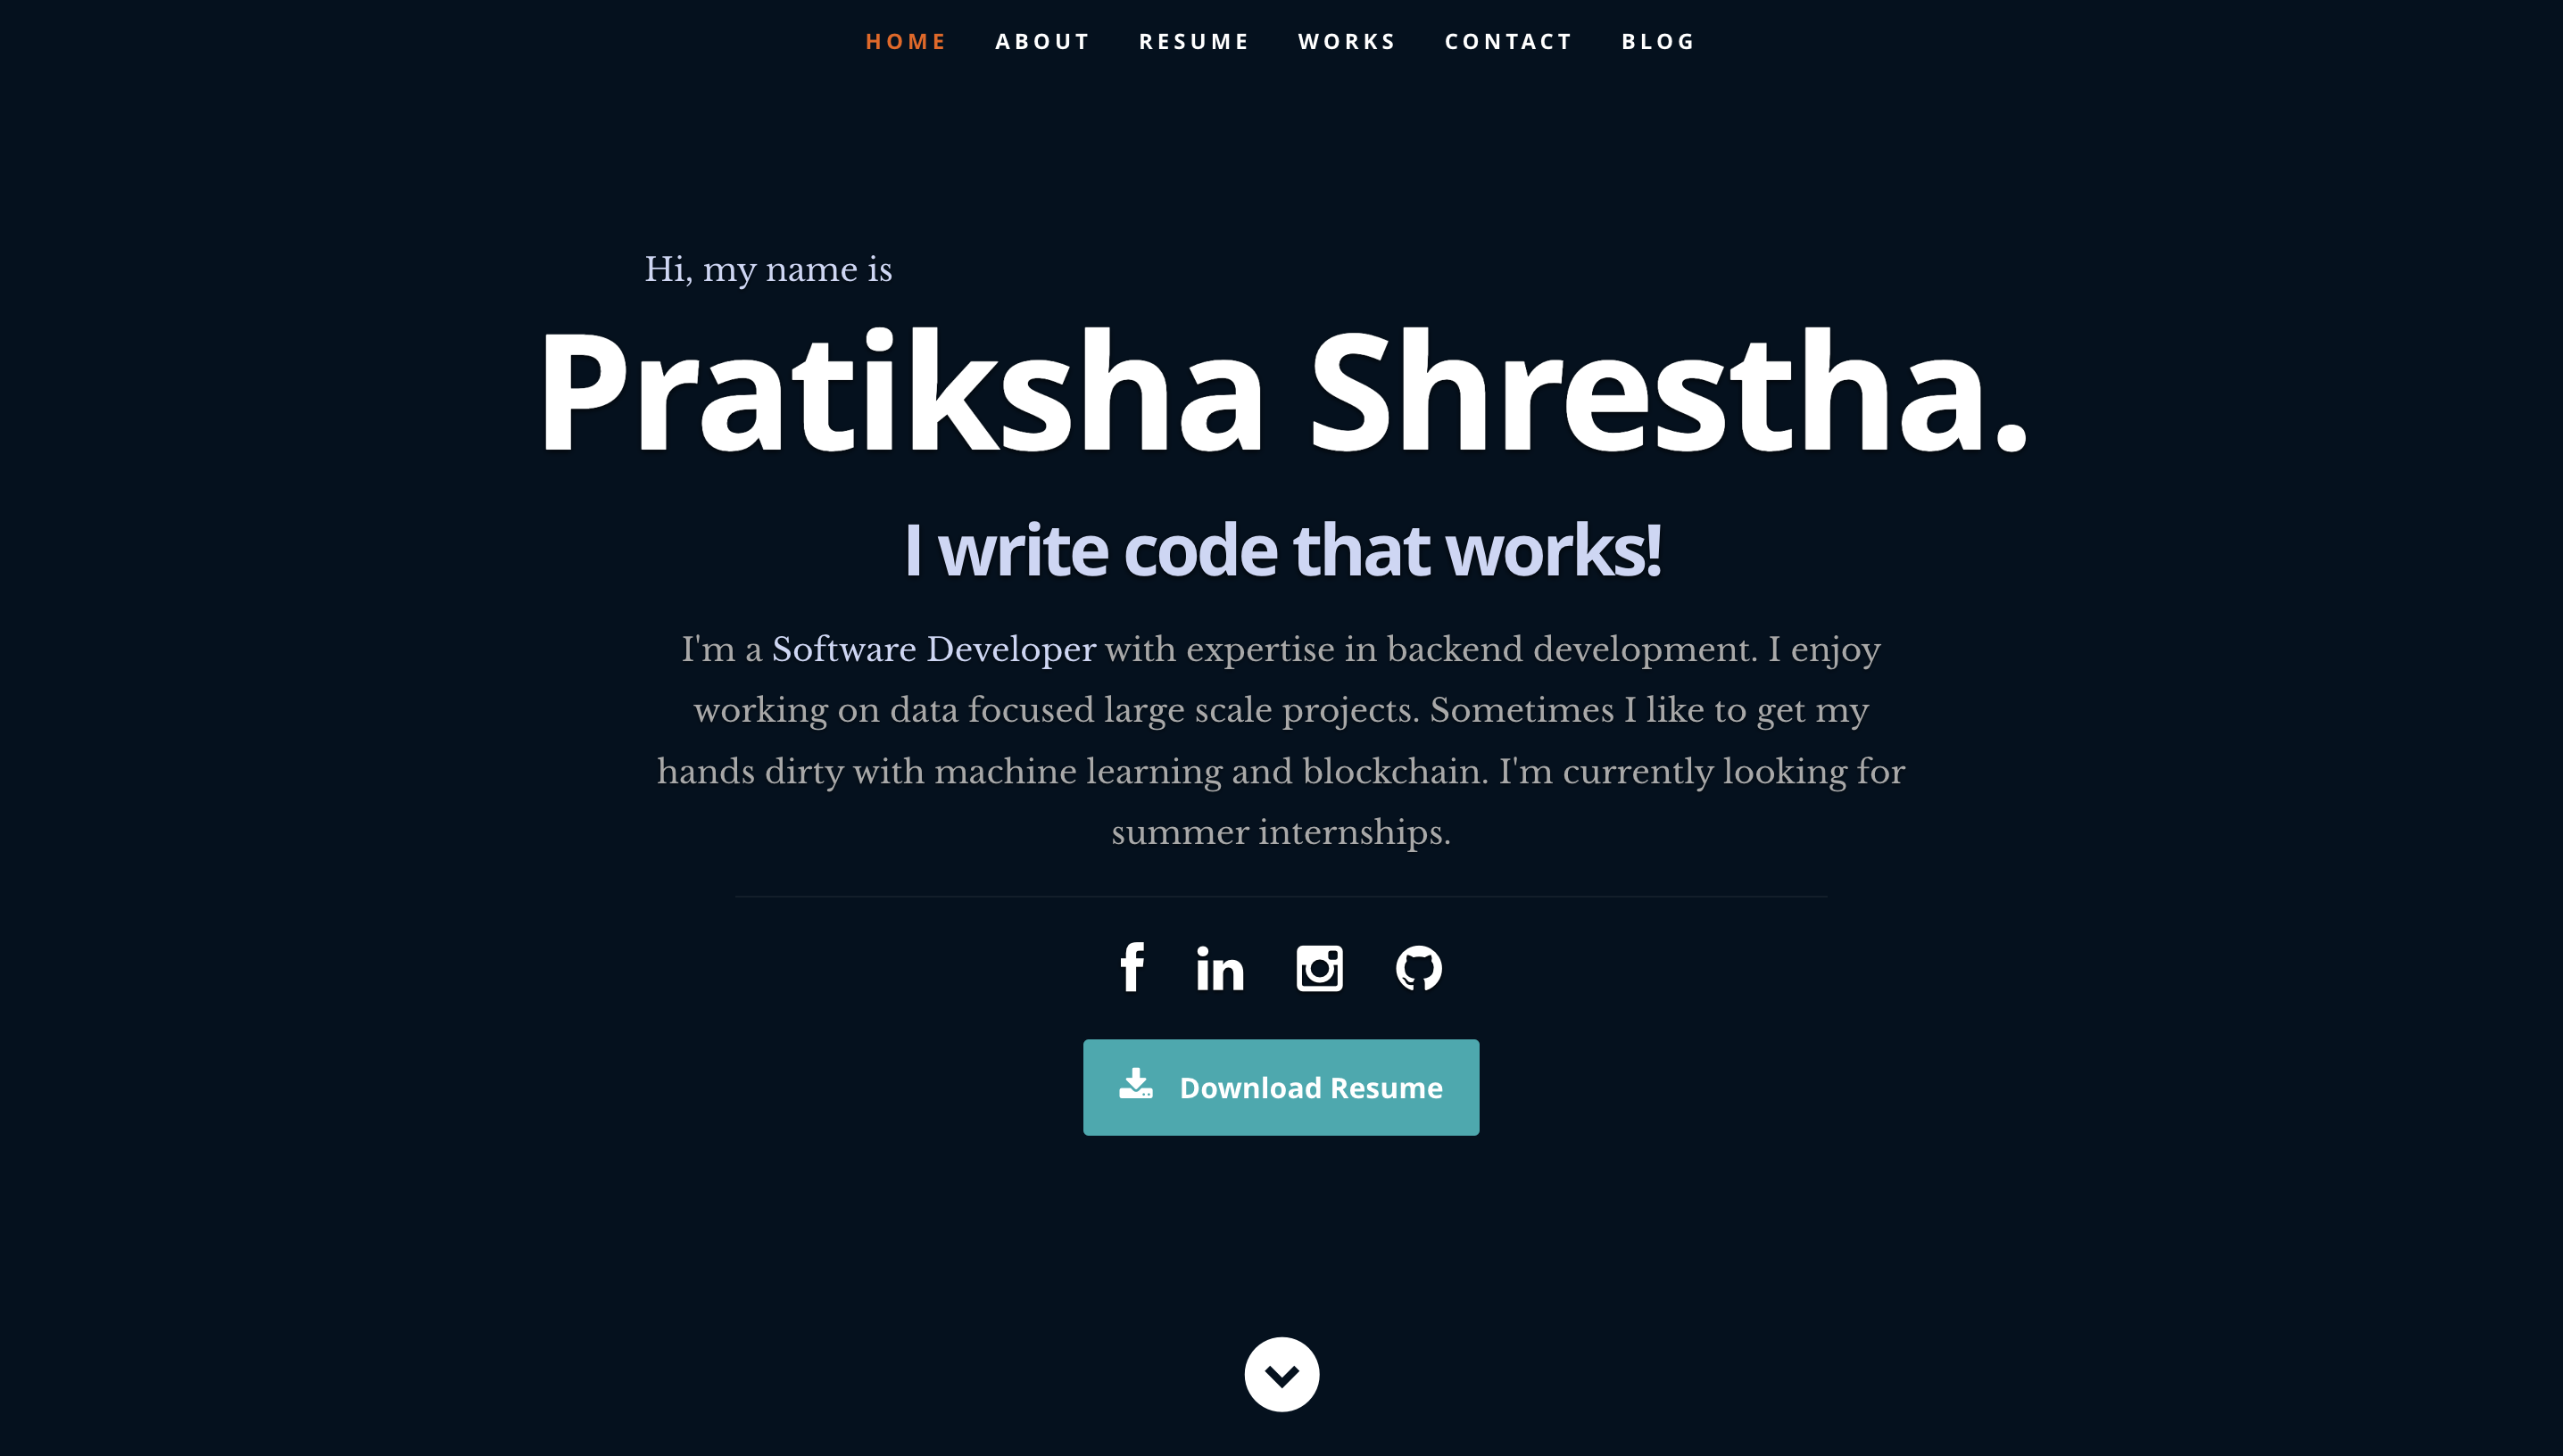 HOME ABOUT RESUME WORKS CONTACT BLOG
Hi, my name is
Pratiksha Shrestha.
I write code that works!
I'm a Software Developer with expertise in backend development. I enjoy
working on data focused large scale projects. Sometimes I like to get my
hands dirty with machine learning and blockchain. I'm currently looking for
summer internships.
Download Resume